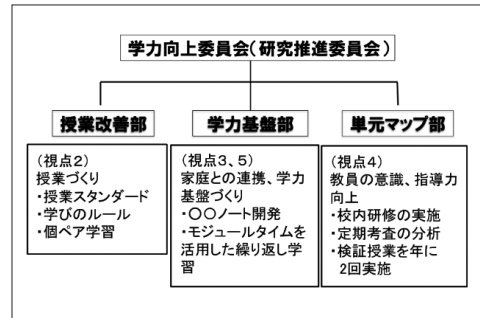 学力向上委員会(研究推進委員会)
授業改善部
学力基盤部
単元マップ部
(視点2)
授業づくり
・授業スタンダード
・学びのルール
・個ペア学習
(視点3、5)
家庭との連携、学力
基盤づくり
・〇〇ノート開発
・モジュールタイムを
活用した繰り返し学
習
(視点4)
教員の意識、指導力
向上
・校内研修の実施
・定期考査の分析
・検証授業を年に
2回実施